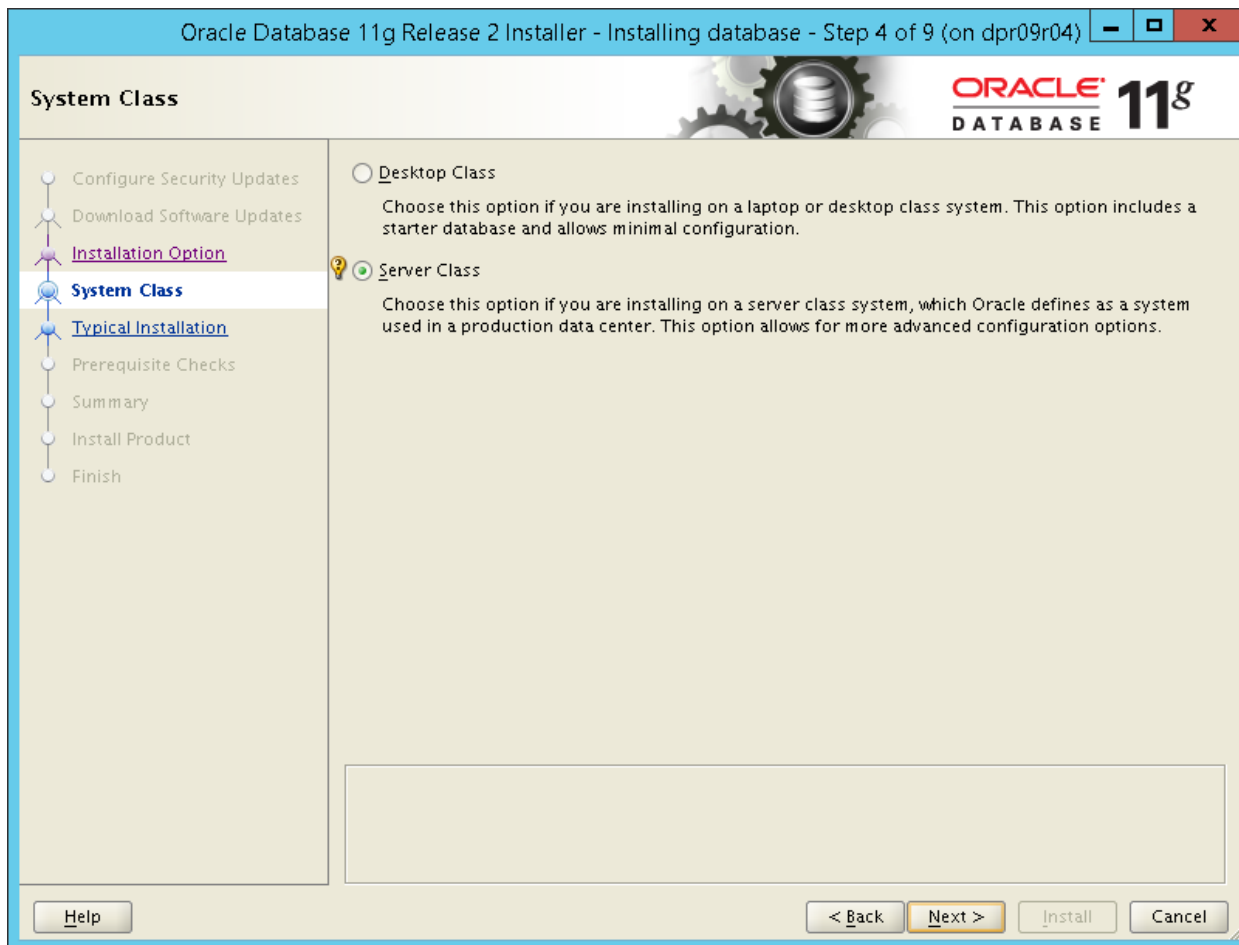 Oracle Database 11g Release 2 Installer - Installing database - Step 4 of 9 (on dpr09r04)
System Class
ORACLE
DATABASE
11g
Configure Security Updates
Download Software Updates
Installation Option
System Class
Typical Installation
Prerequisite Checks
Summary
Install Product
Finish
Desktop Class
Choose this option if you are installing on a laptop or desktop class system. This option includes a
starter database and allows minimal configuration.
Server Class
Choose this option if you are installing on a server class system, which Oracle defines as a system
used in a production data center. This option allows for more advanced configuration options.
Help
< Back
Next >
Install
Cancel